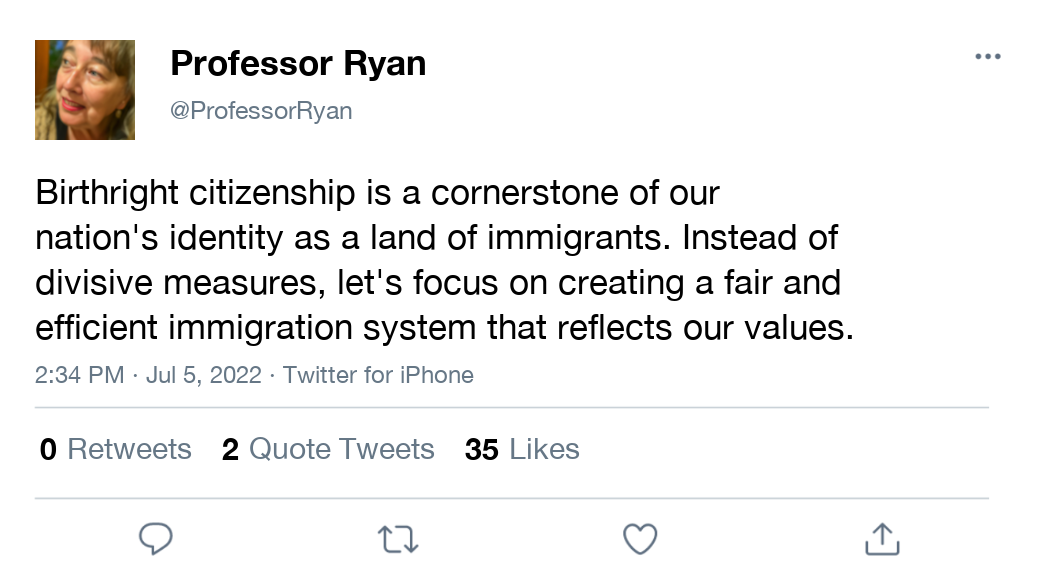 Professor Ryan
@ProfessorRyan
Birthright citizenship is a cornerstone of our
nation's identity as a land of immigrants. Instead of
divisive measures, let's focus on creating a fair and
efficient immigration system that reflects our values.
2:34 PM · Jul 5, 2022 · Twitter for iPhone
0 Retweets 2 Quote Tweets 35 Likes